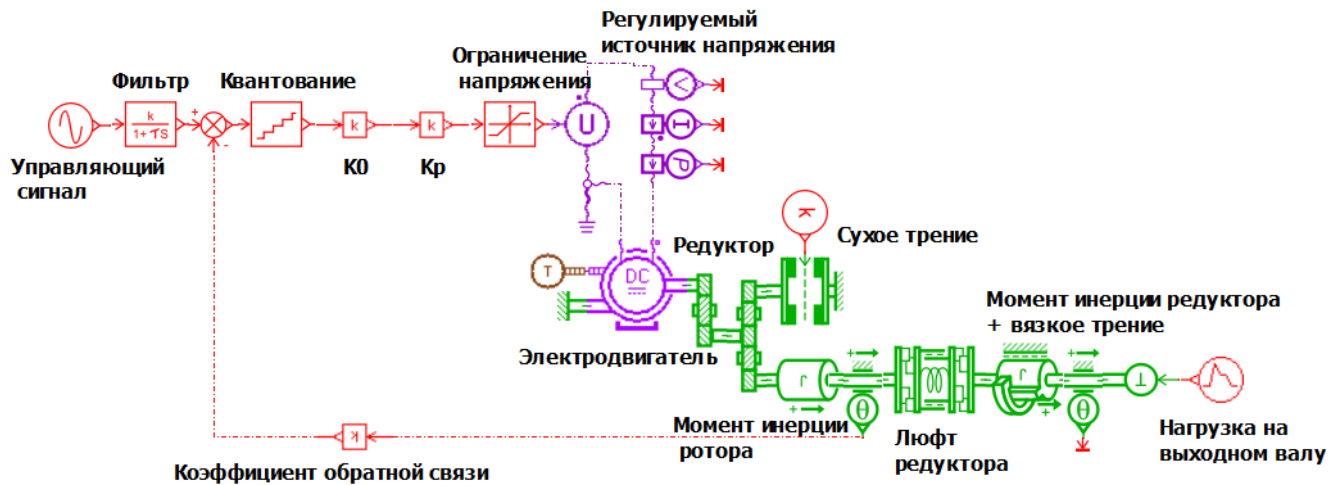 Регулируемый
источник напряжения
Ограничение
напряжения
Фильтр
Квантование
k
1+τS
+
-
k
k
U
V
I
P
Управляющий
сигнал
K0
Kp
K
Редуктор
Сухое трение
T
DC
Момент инерции редуктора
+ вязкое трение
Электродвигатель
J
+
J
+
+
+
T
θ
θ
k
Момент инерции
ротора
Люфт
редуктора
Нагрузка на
выходном валу
Коэффициент обратной связи